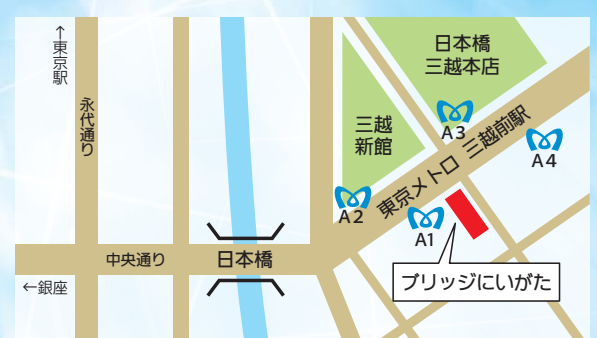 ↑東京駅
永代通り
中央通り
←銀座
日本橋
日本橋
三越本店
三越
新館
A3
A4
東京メトロ 三越前駅
A2
A1
ブリッジにいがた